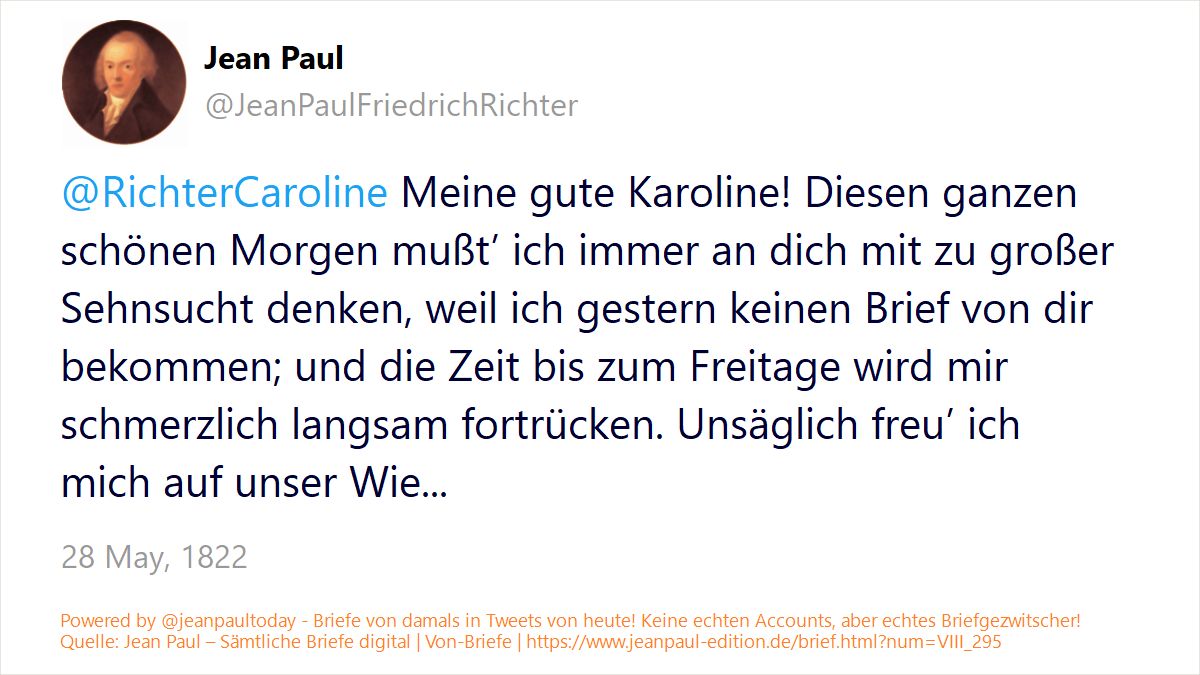 Jean Paul
@JeanPaulFriedrichRichter
@RichterCaroline Meine gute Karoline! Diesen ganzen
schönen Morgen mußt’ ich immer an dich mit zu großer
Sehnsucht denken, weil ich gestern keinen Brief von dir
bekommen; und die Zeit bis zum Freitage wird mir
schmerzlich langsam fortrücken. Unsäglich freu’ ich
mich auf unser Wie...
28 May, 1822
Powered by @jeanpaultoday - Briefe von damals in Tweets von heute! Keine echten Accounts, aber echtes Briefgezwitscher!
Quelle: Jean Paul – Sämtliche Briefe digital | Von-Briefe | https://www.jeanpaul-edition.de/brief.html?num=VIII_295